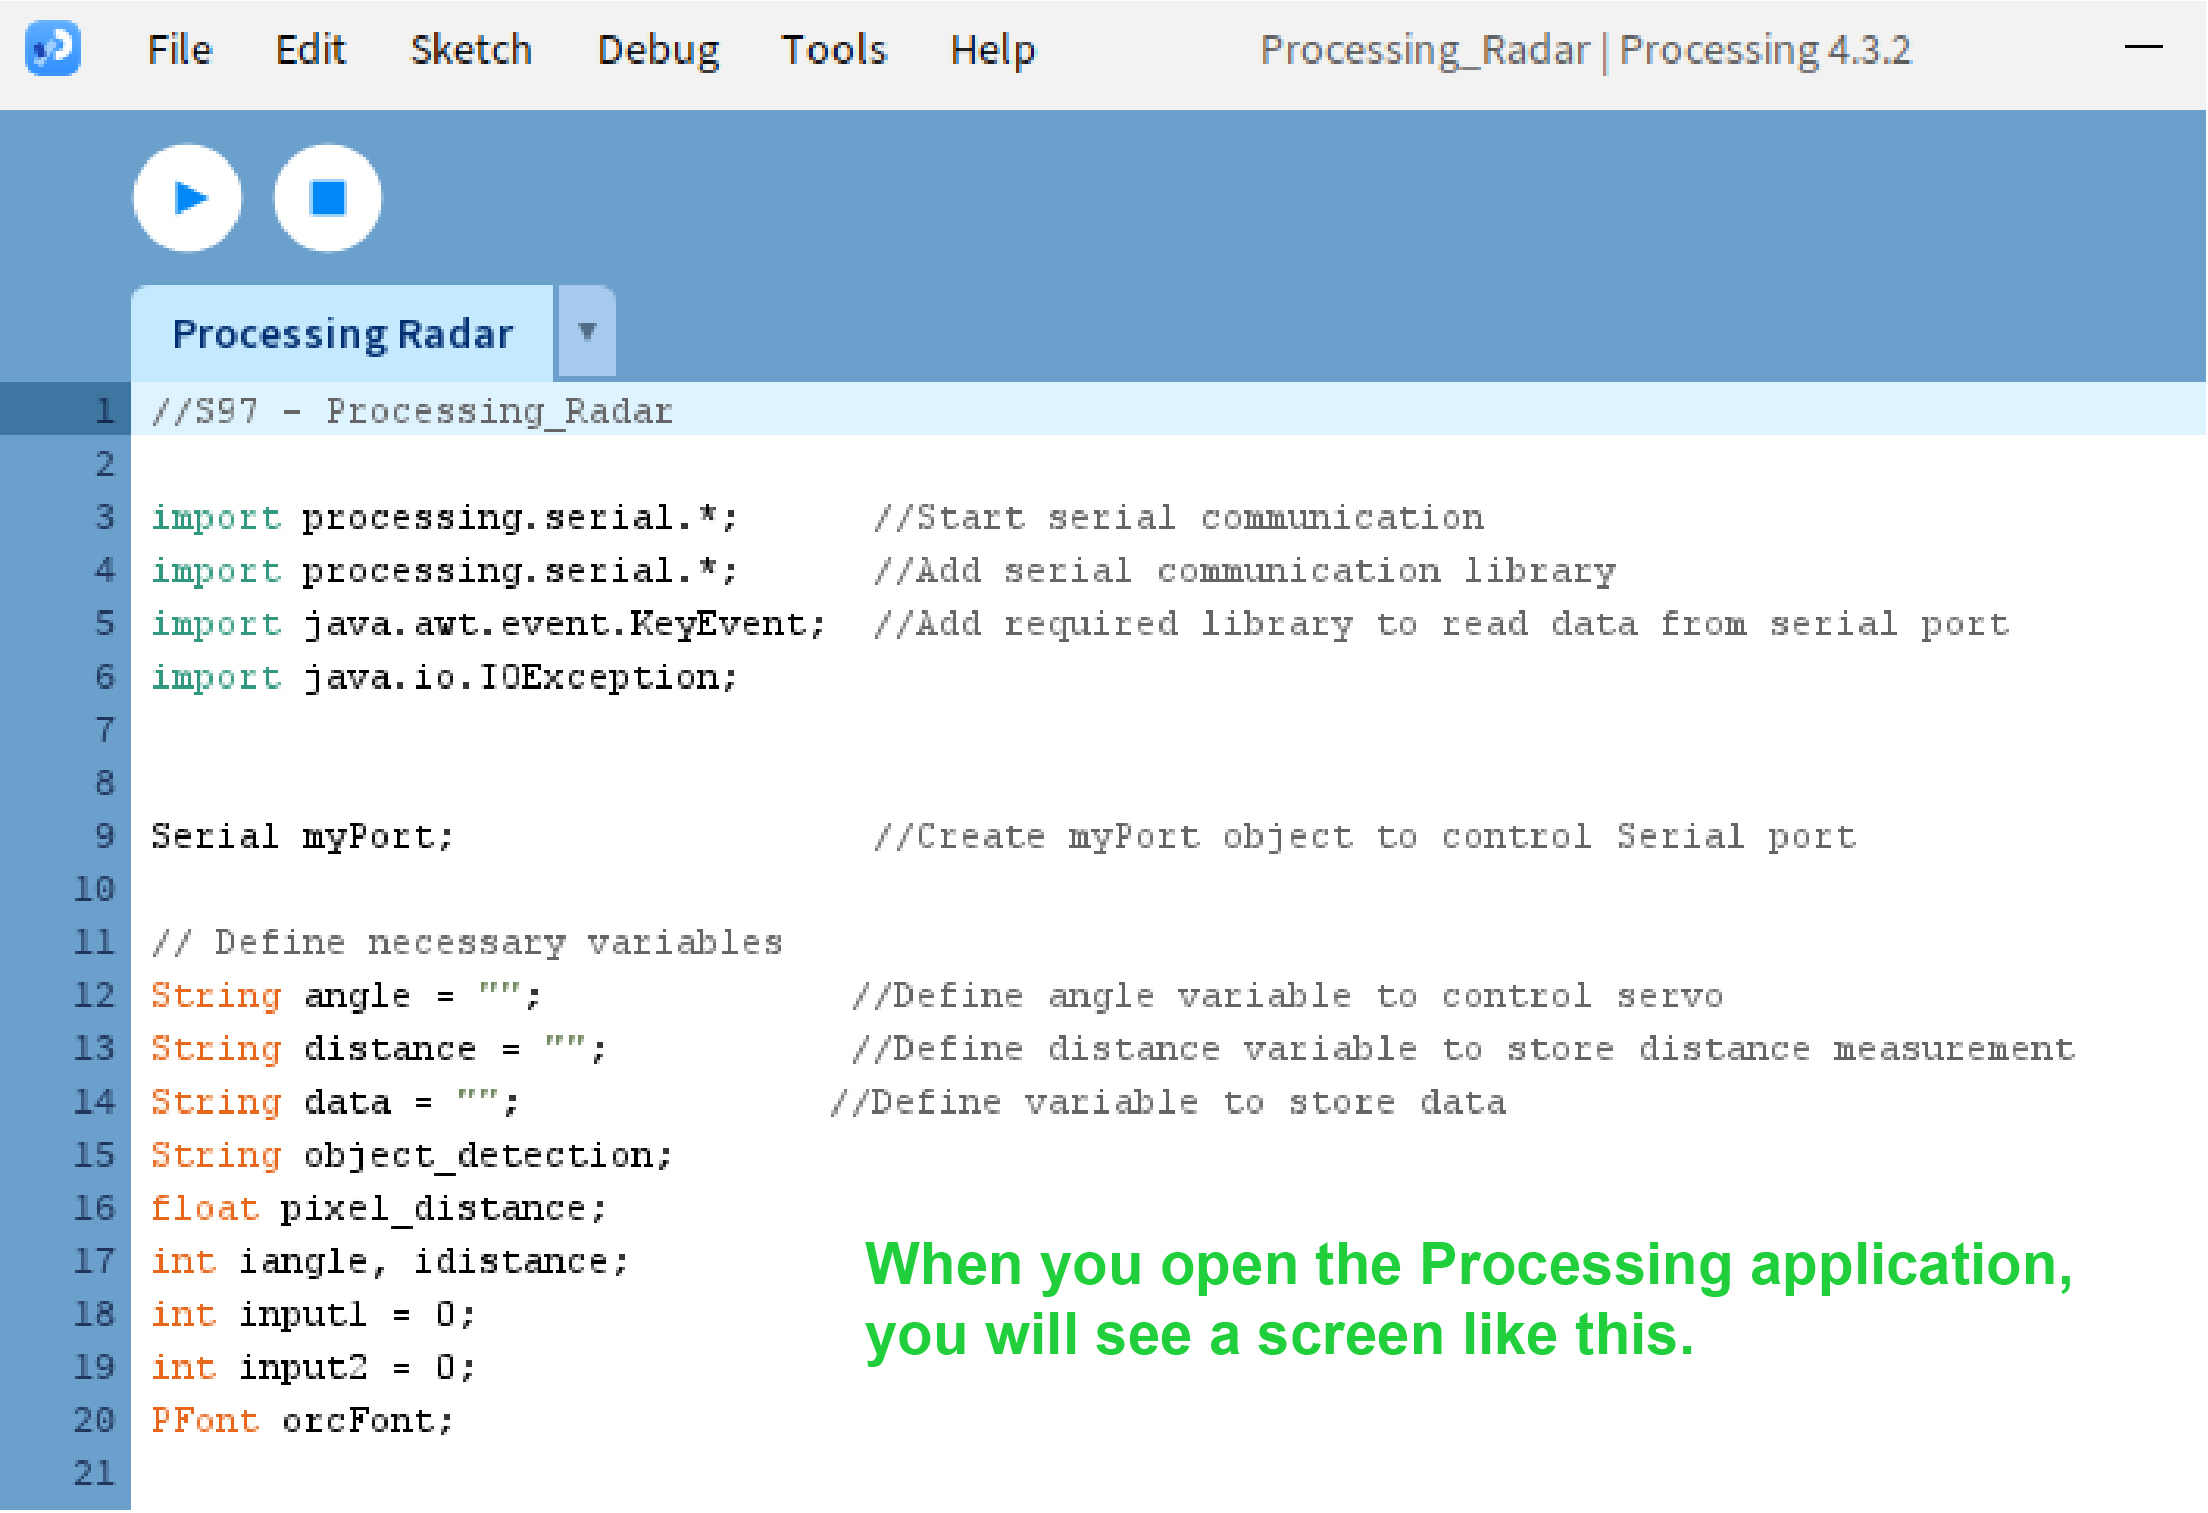 File Edit Sketch Debug Tools Help Processing_Radar | Processing 4.3.2
Processing Radar ▼
1 //S97 - Processing_Radar
2
3 import processing.serial.*; //Start serial communication
4 import processing.serial.*; //Add serial communication library
5 import java.awt.event.KeyEvent; //Add required library to read data from serial port
6 import java.io.IOException;
7
8
9 Serial myPort; //Create myPort object to control Serial port
10
11 // Define necessary variables
12 String angle = ""; //Define angle variable to control servo
13 String distance = ""; //Define distance variable to store distance measurement
14 String data = ""; //Define variable to store data
15 String object_detection;
16 float pixel_distance;
17 int iangle, idistance;
18 int input1 = 0;
19 int input2 = 0;
20 PFont orcFont;
21
When you open the Processing application,
you will see a screen like this.